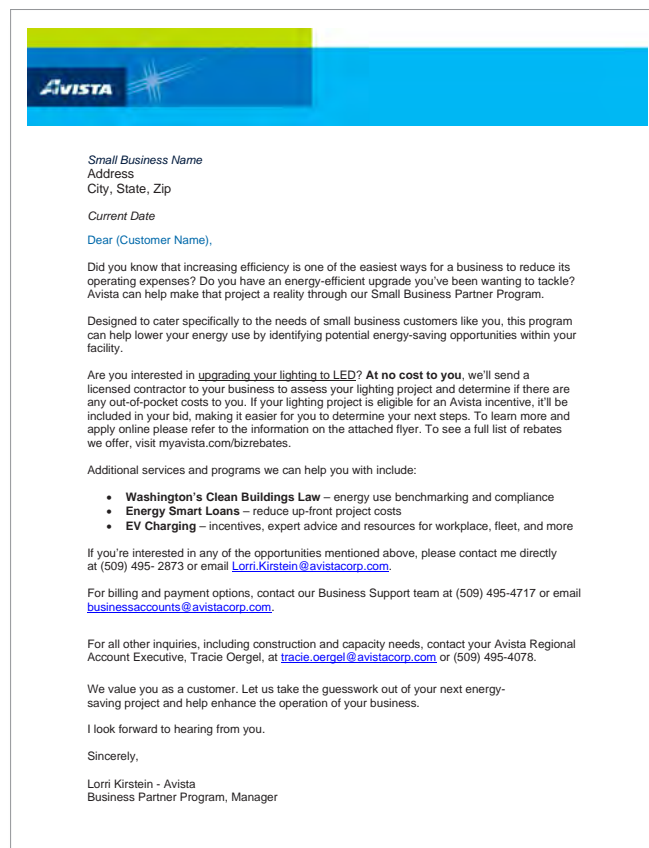 AVISTA
Small Business Name
Address
City, State, Zip
Current Date
Dear (Customer Name),
Did you know that increasing efficiency is one of the easiest ways for a business to reduce its
operating expenses? Do you have an energy-efficient upgrade you’ve been wanting to tackle?
Avista can help make that project a reality through our Small Business Partner Program.
Designed to cater specifically to the needs of small business customers like you, this program
can help lower your energy use by identifying potential energy-saving opportunities within your
facility.
Are you interested in upgrading your lighting to LED? At no cost to you, we’ll send a
licensed contractor to your business to assess your lighting project and determine if there are
any out-of-pocket costs to you. If your lighting project is eligible for an Avista incentive, it’ll be
included in your bid, making it easier for you to determine your next steps. To learn more and
apply online please refer to the information on the attached flyer. To see a full list of rebates
we offer, visit myavista.com/bizrebates.
Additional services and programs we can help you with include:
• Washington’s Clean Buildings Law – energy use benchmarking and compliance
• Energy Smart Loans – reduce up-front project costs
• EV Charging – incentives, expert advice and resources for workplace, fleet, and more
If you’re interested in any of the opportunities mentioned above, please contact me directly
at (509) 495- 2873 or email Lorri.Kirstein@avistacorp.com.
For billing and payment options, contact our Business Support team at (509) 495-4717 or email
businessaccounts@avistacorp.com.
For all other inquiries, including construction and capacity needs, contact your Avista Regional
Account Executive, Tracie Oergel, at tracie.oergel@avistacorp.com or (509) 495-4078.
We value you as a customer. Let us take the guesswork out of your next energy-
saving project and help enhance the operation of your business.
I look forward to hearing from you.
Sincerely,
Lorri Kirstein - Avista
Business Partner Program, Manager